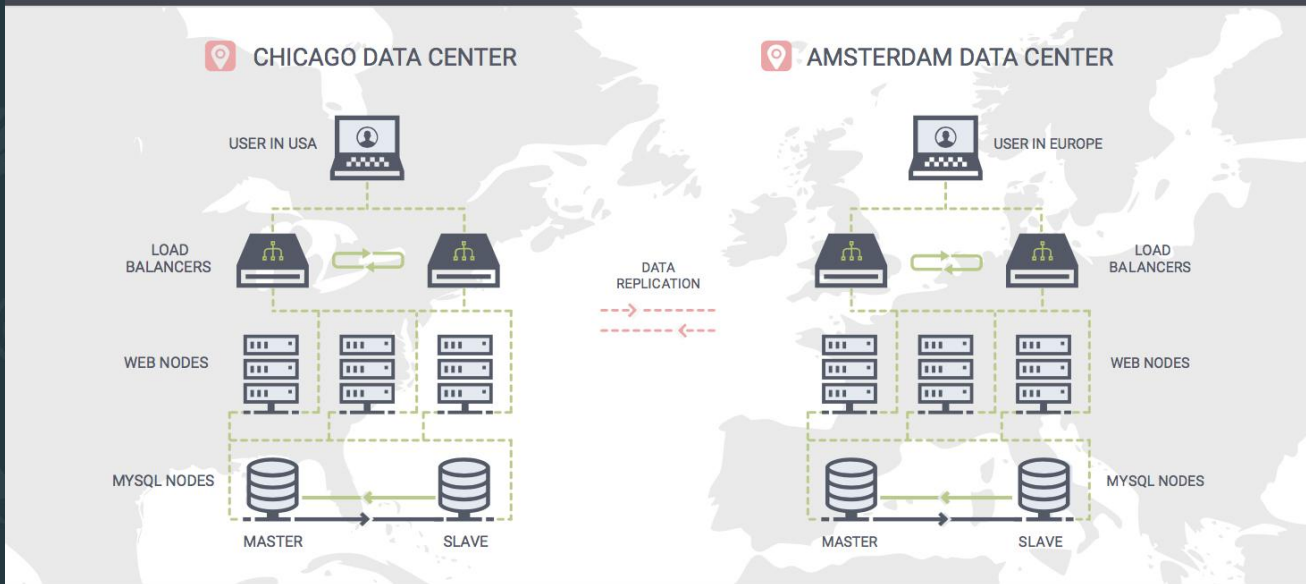 CHICAGO DATA CENTER
USER IN USA
LOAD
BALANCERS
WEB NODES
MYSQL NODES
MASTER
SLAVE
DATA
REPLICATION
AMSTERDAM DATA CENTER
USER IN EUROPE
LOAD
BALANCERS
WEB NODES
MYSQL NODES
MASTER
SLAVE